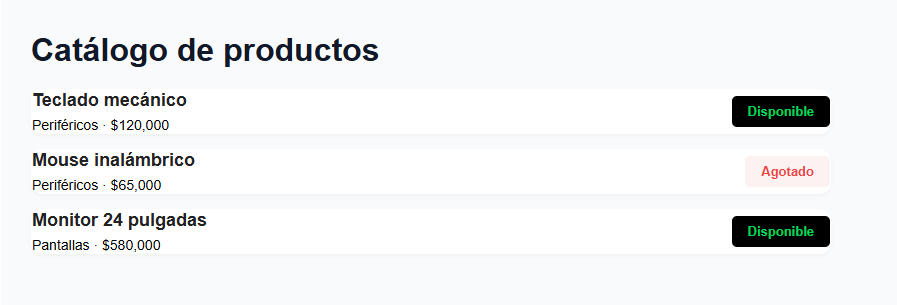 Catálogo de productos
Teclado mecánico
Periféricos · $120,000
Disponible
Mouse inalámbrico
Periféricos · $65,000
Agotado
Monitor 24 pulgadas
Pantallas · $580,000
Disponible